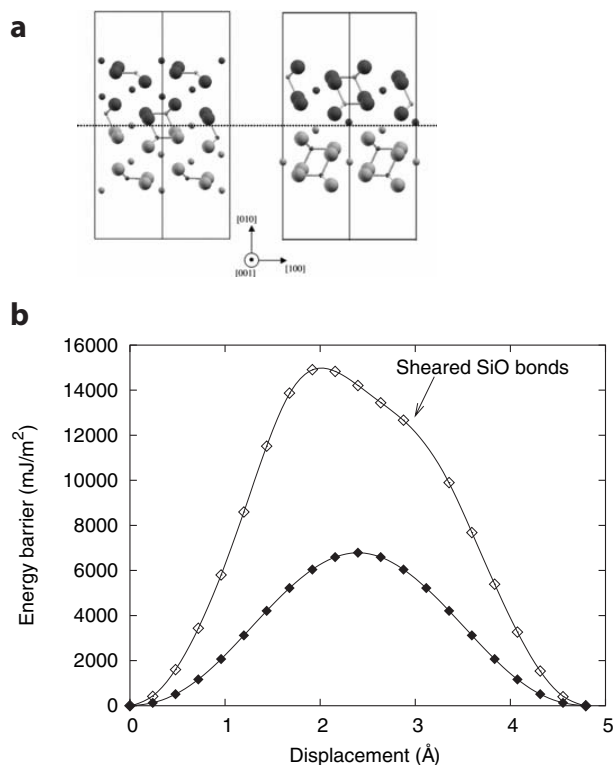 a
[010]
[001]
[100]
b
16000
14000
12000
10000
8000
6000
4000
2000
0
Energy barrier (mJ/m²)
Sheared SiO bonds
0 1 2 3 4 5
Displacement (Å)